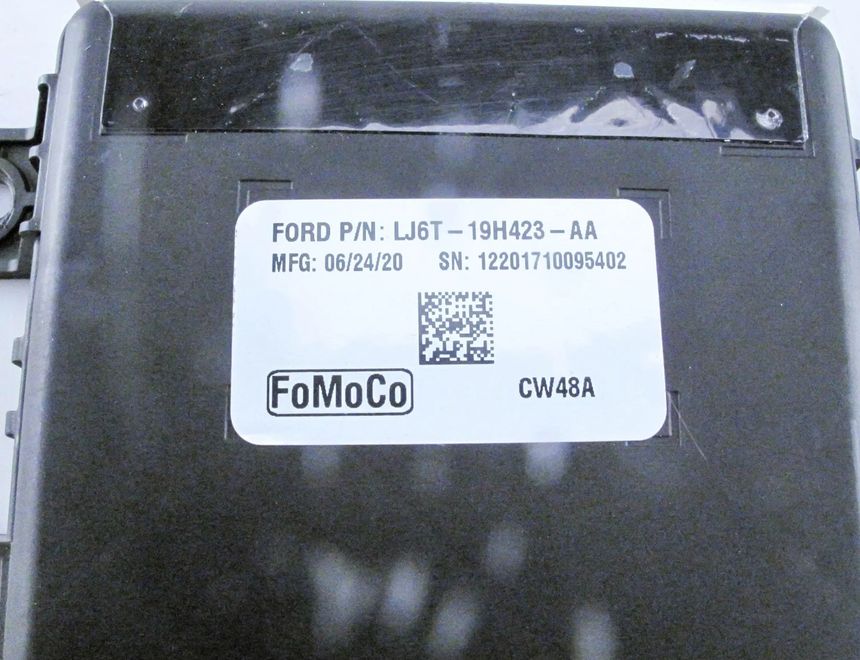 FORD P/N: LJ6T-19H423-AA
MFG: 06/24/20 SN: 12201710095402
FoMoCo CW48A